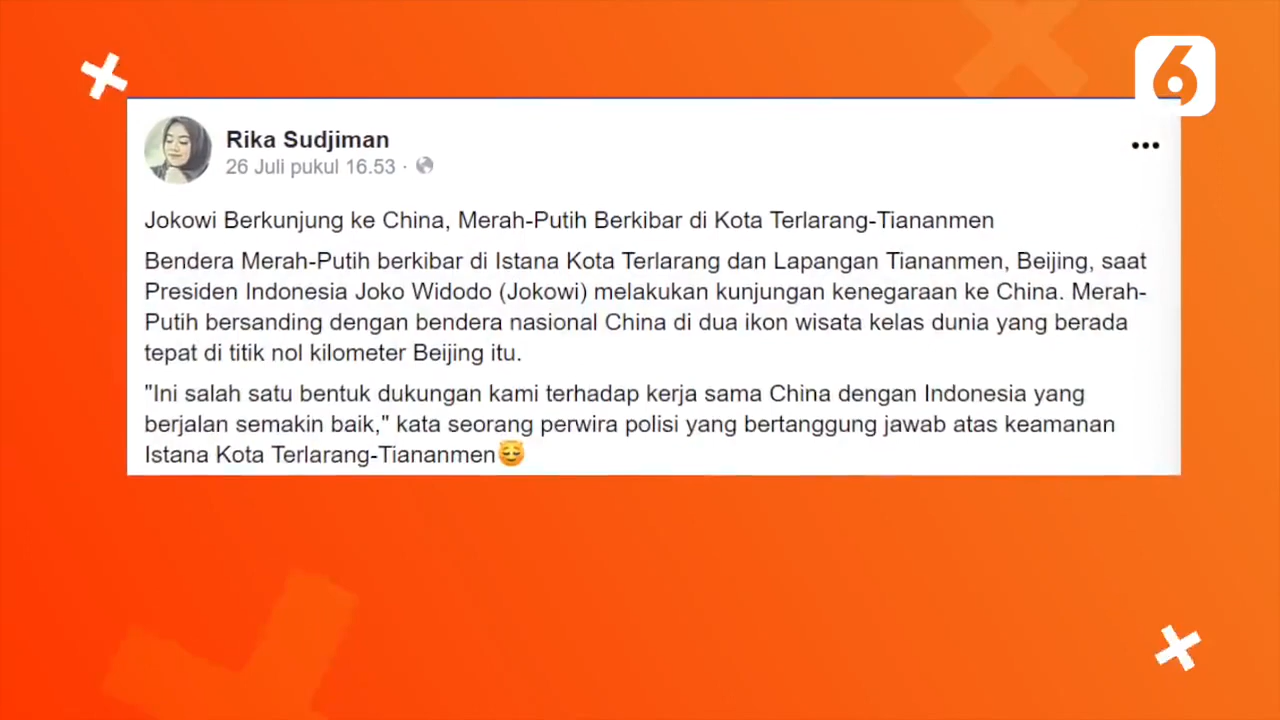 6
Rika Sudjiman
26 Juli pukul 16.53 ·
Jokowi Berkunjung ke China, Merah-Putih Berkibar di Kota Terlarang-Tiananmen
Bendera Merah-Putih berkibar di Istana Kota Terlarang dan Lapangan Tiananmen, Beijing, saat
Presiden Indonesia Joko Widodo (Jokowi) melakukan kunjungan kenegaraan ke China. Merah-
Putih bersanding dengan bendera nasional China di dua ikon wisata kelas dunia yang berada
tepat di titik nol kilometer Beijing itu.
"Ini salah satu bentuk dukungan kami terhadap kerja sama China dengan Indonesia yang
berjalan semakin baik," kata seorang perwira polisi yang bertanggung jawab atas keamanan
Istana Kota Terlarang-Tiananmen